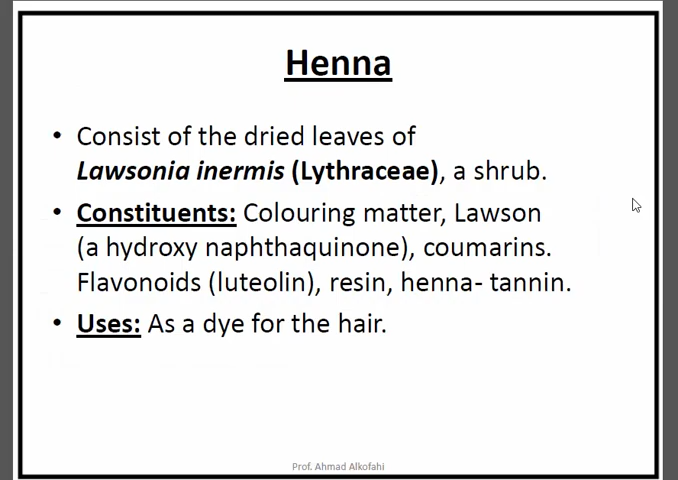 Henna
• Consist of the dried leaves of
Lawsonia inermis (Lythraceae), a shrub.
• Constituents: Colouring matter, Lawson
(a hydroxy naphthaquinone), coumarins.
Flavonoids (luteolin), resin, henna- tannin.
• Uses: As a dye for the hair.
Prof. Ahmad Alkofahi